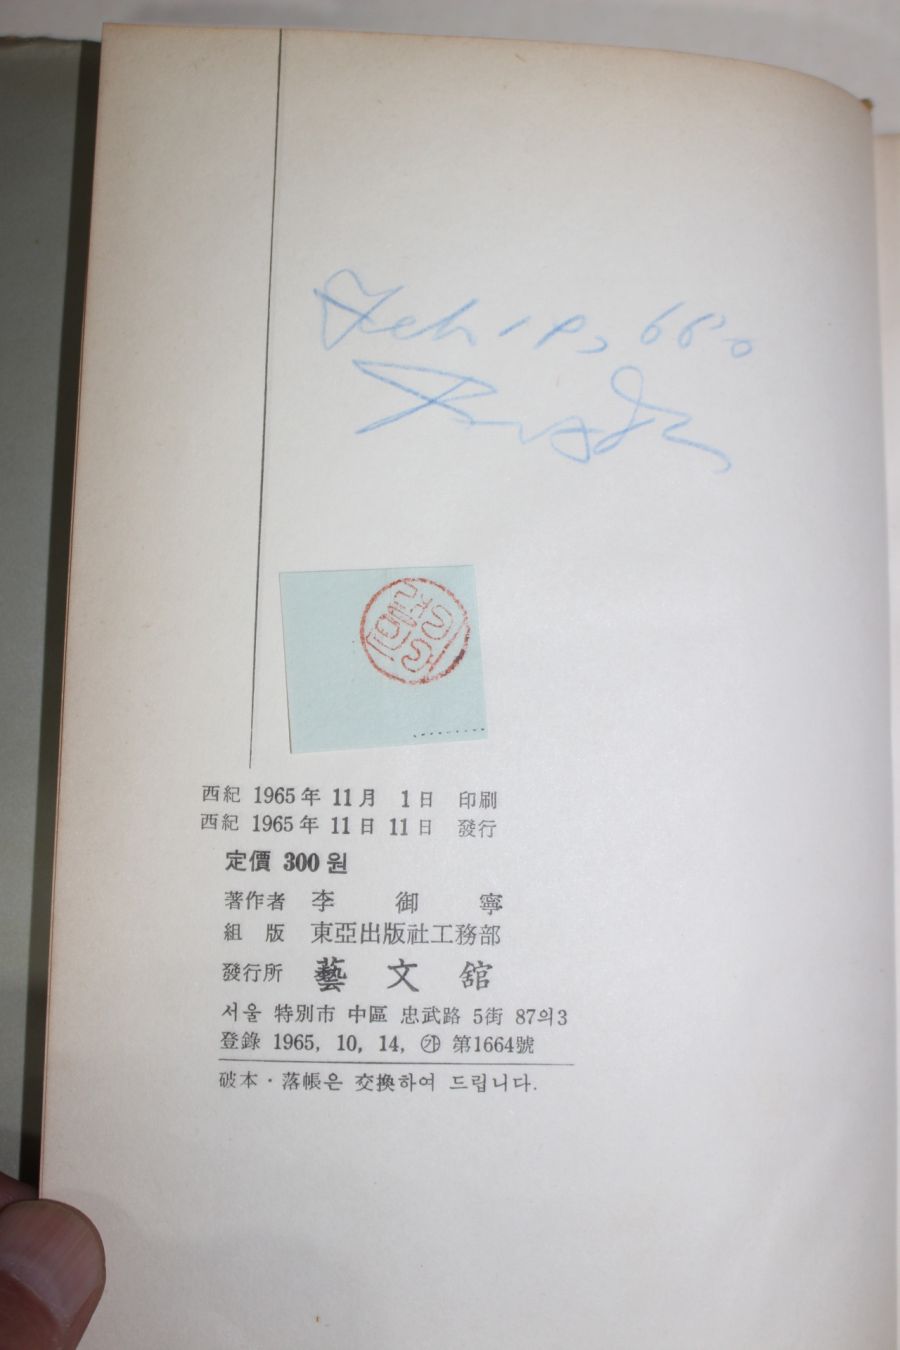 西紀 1965年 11月 1日 印刷
西紀 1965年 11日 11日 發行
定價 300원
著作者 李御寧
組版 東亞出版社工務部
發行所 藝文舘
서울 特別市 中區 忠武路 5街 87의3
登錄 1965, 10, 14, ㉮ 第1664號
破本·落帳은 交換하여 드립니다.